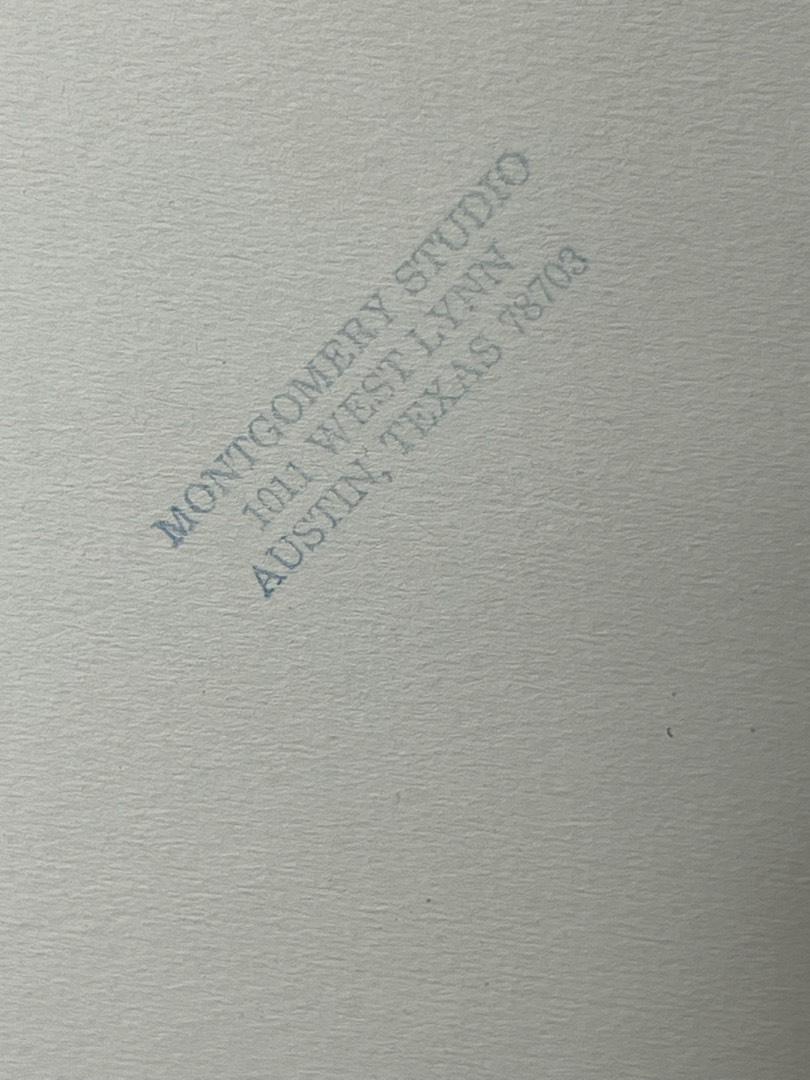 MONTGOMERY STUDIO
1011 WEST LYNN
AUSTIN, TEXAS 78703